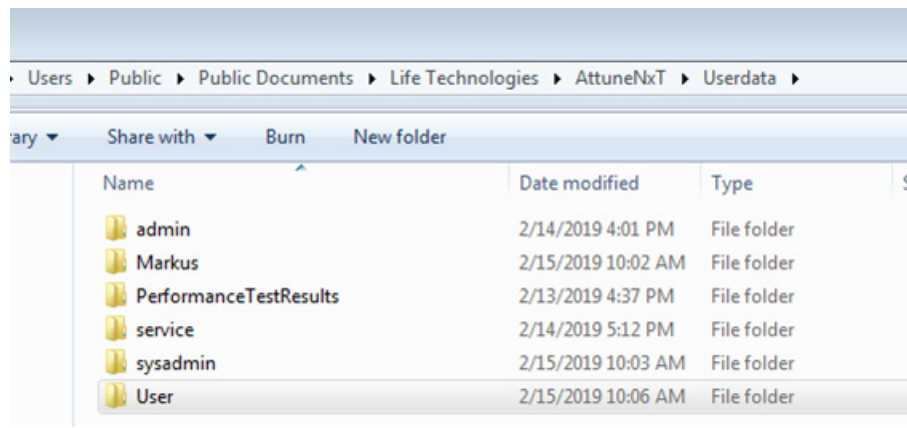 Users ▸ Public ▸ Public Documents ▸ Life Technologies ▸ AttuneNxT ▸ Userdata ▸
Share with ▾ Burn New folder
Name Date modified Type
admin 2/14/2019 4:01 PM File folder
Markus 2/15/2019 10:02 AM File folder
PerformanceTestResults 2/13/2019 4:37 PM File folder
service 2/14/2019 5:12 PM File folder
sysadmin 2/15/2019 10:03 AM File folder
User 2/15/2019 10:06 AM File folder